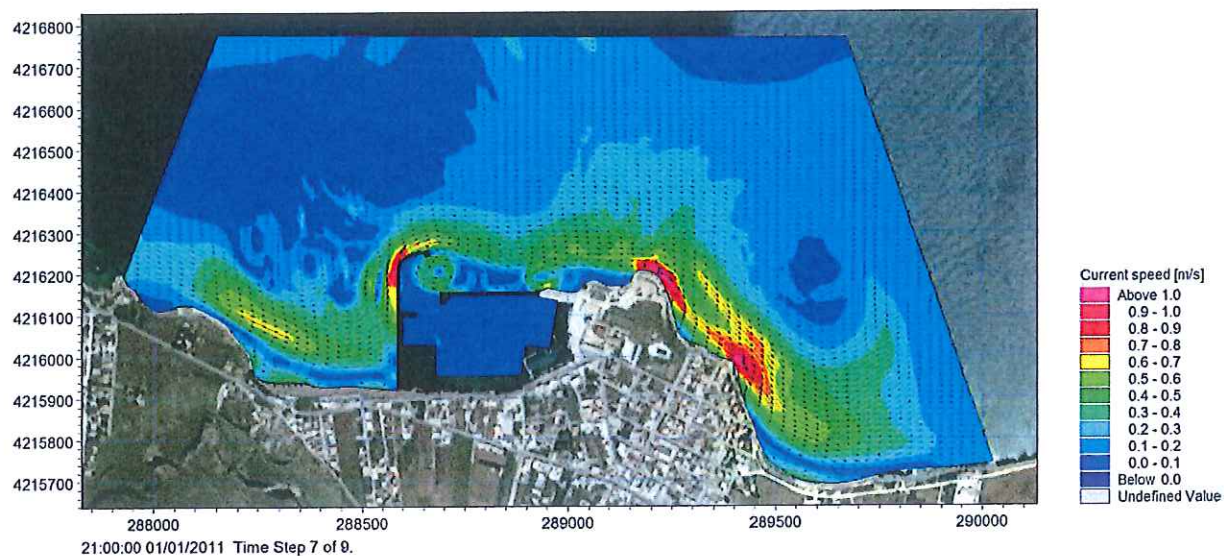 4216800
4216700
4216600
4216500
4216400
4216300
4216200
4216100
4216000
4215900
4215800
4215700
288000 288500 289000 289500 290000
21:00:00 01/01/2011 Time Step 7 of 9.
Current speed [m/s]
Above 1.0
0.9 - 1.0
0.8 - 0.9
0.7 - 0.8
0.6 - 0.7
0.5 - 0.6
0.4 - 0.5
0.3 - 0.4
0.2 - 0.3
0.1 - 0.2
0.0 - 0.1
Below 0.0
Undefined Value